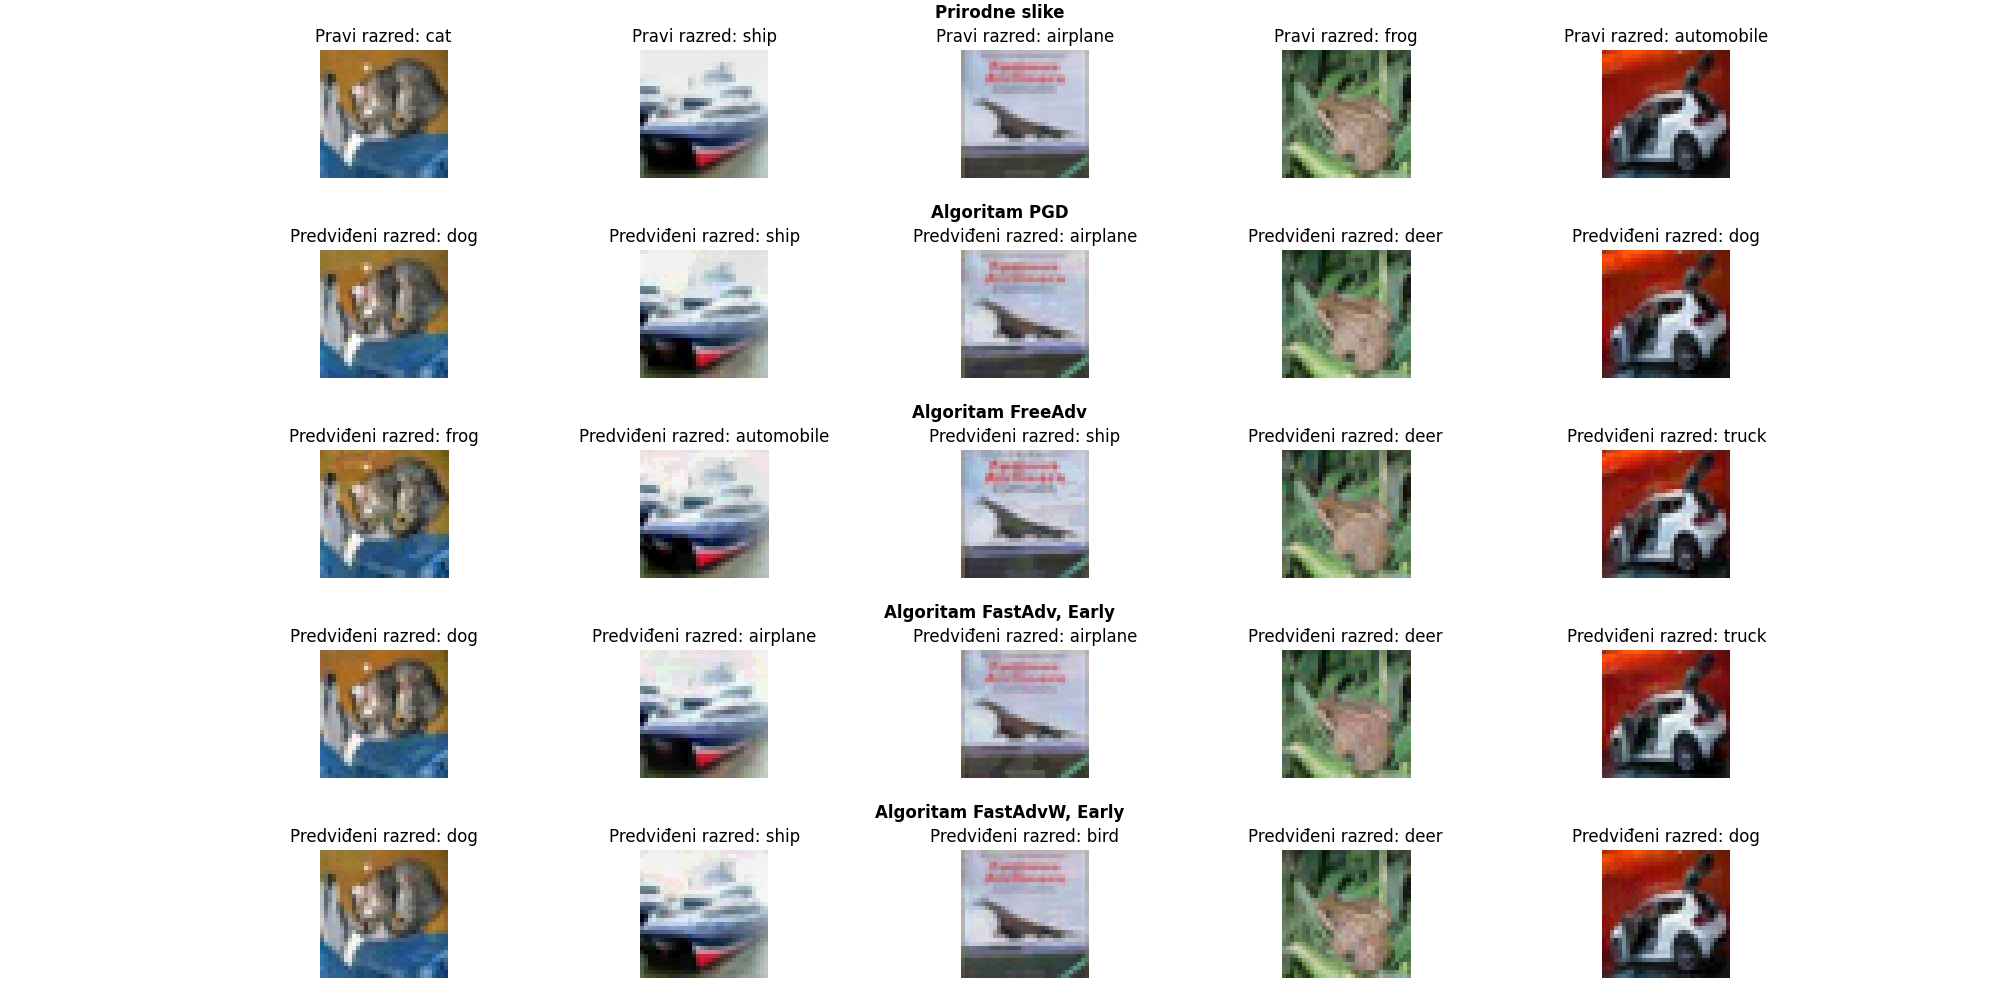 Prirodne slike
Pravi razred: cat
Pravi razred: ship
Pravi razred: airplane
Pravi razred: frog
Pravi razred: automobile
Algoritam PGD
Predviđeni razred: dog
Predviđeni razred: ship
Predviđeni razred: airplane
Predviđeni razred: deer
Predviđeni razred: dog
Algoritam FreeAdv
Predviđeni razred: frog
Predviđeni razred: automobile
Predviđeni razred: ship
Predviđeni razred: deer
Predviđeni razred: truck
Algoritam FastAdv, Early
Predviđeni razred: dog
Predviđeni razred: airplane
Predviđeni razred: airplane
Predviđeni razred: deer
Predviđeni razred: truck
Algoritam FastAdvW, Early
Predviđeni razred: dog
Predviđeni razred: ship
Predviđeni razred: bird
Predviđeni razred: deer
Predviđeni razred: dog